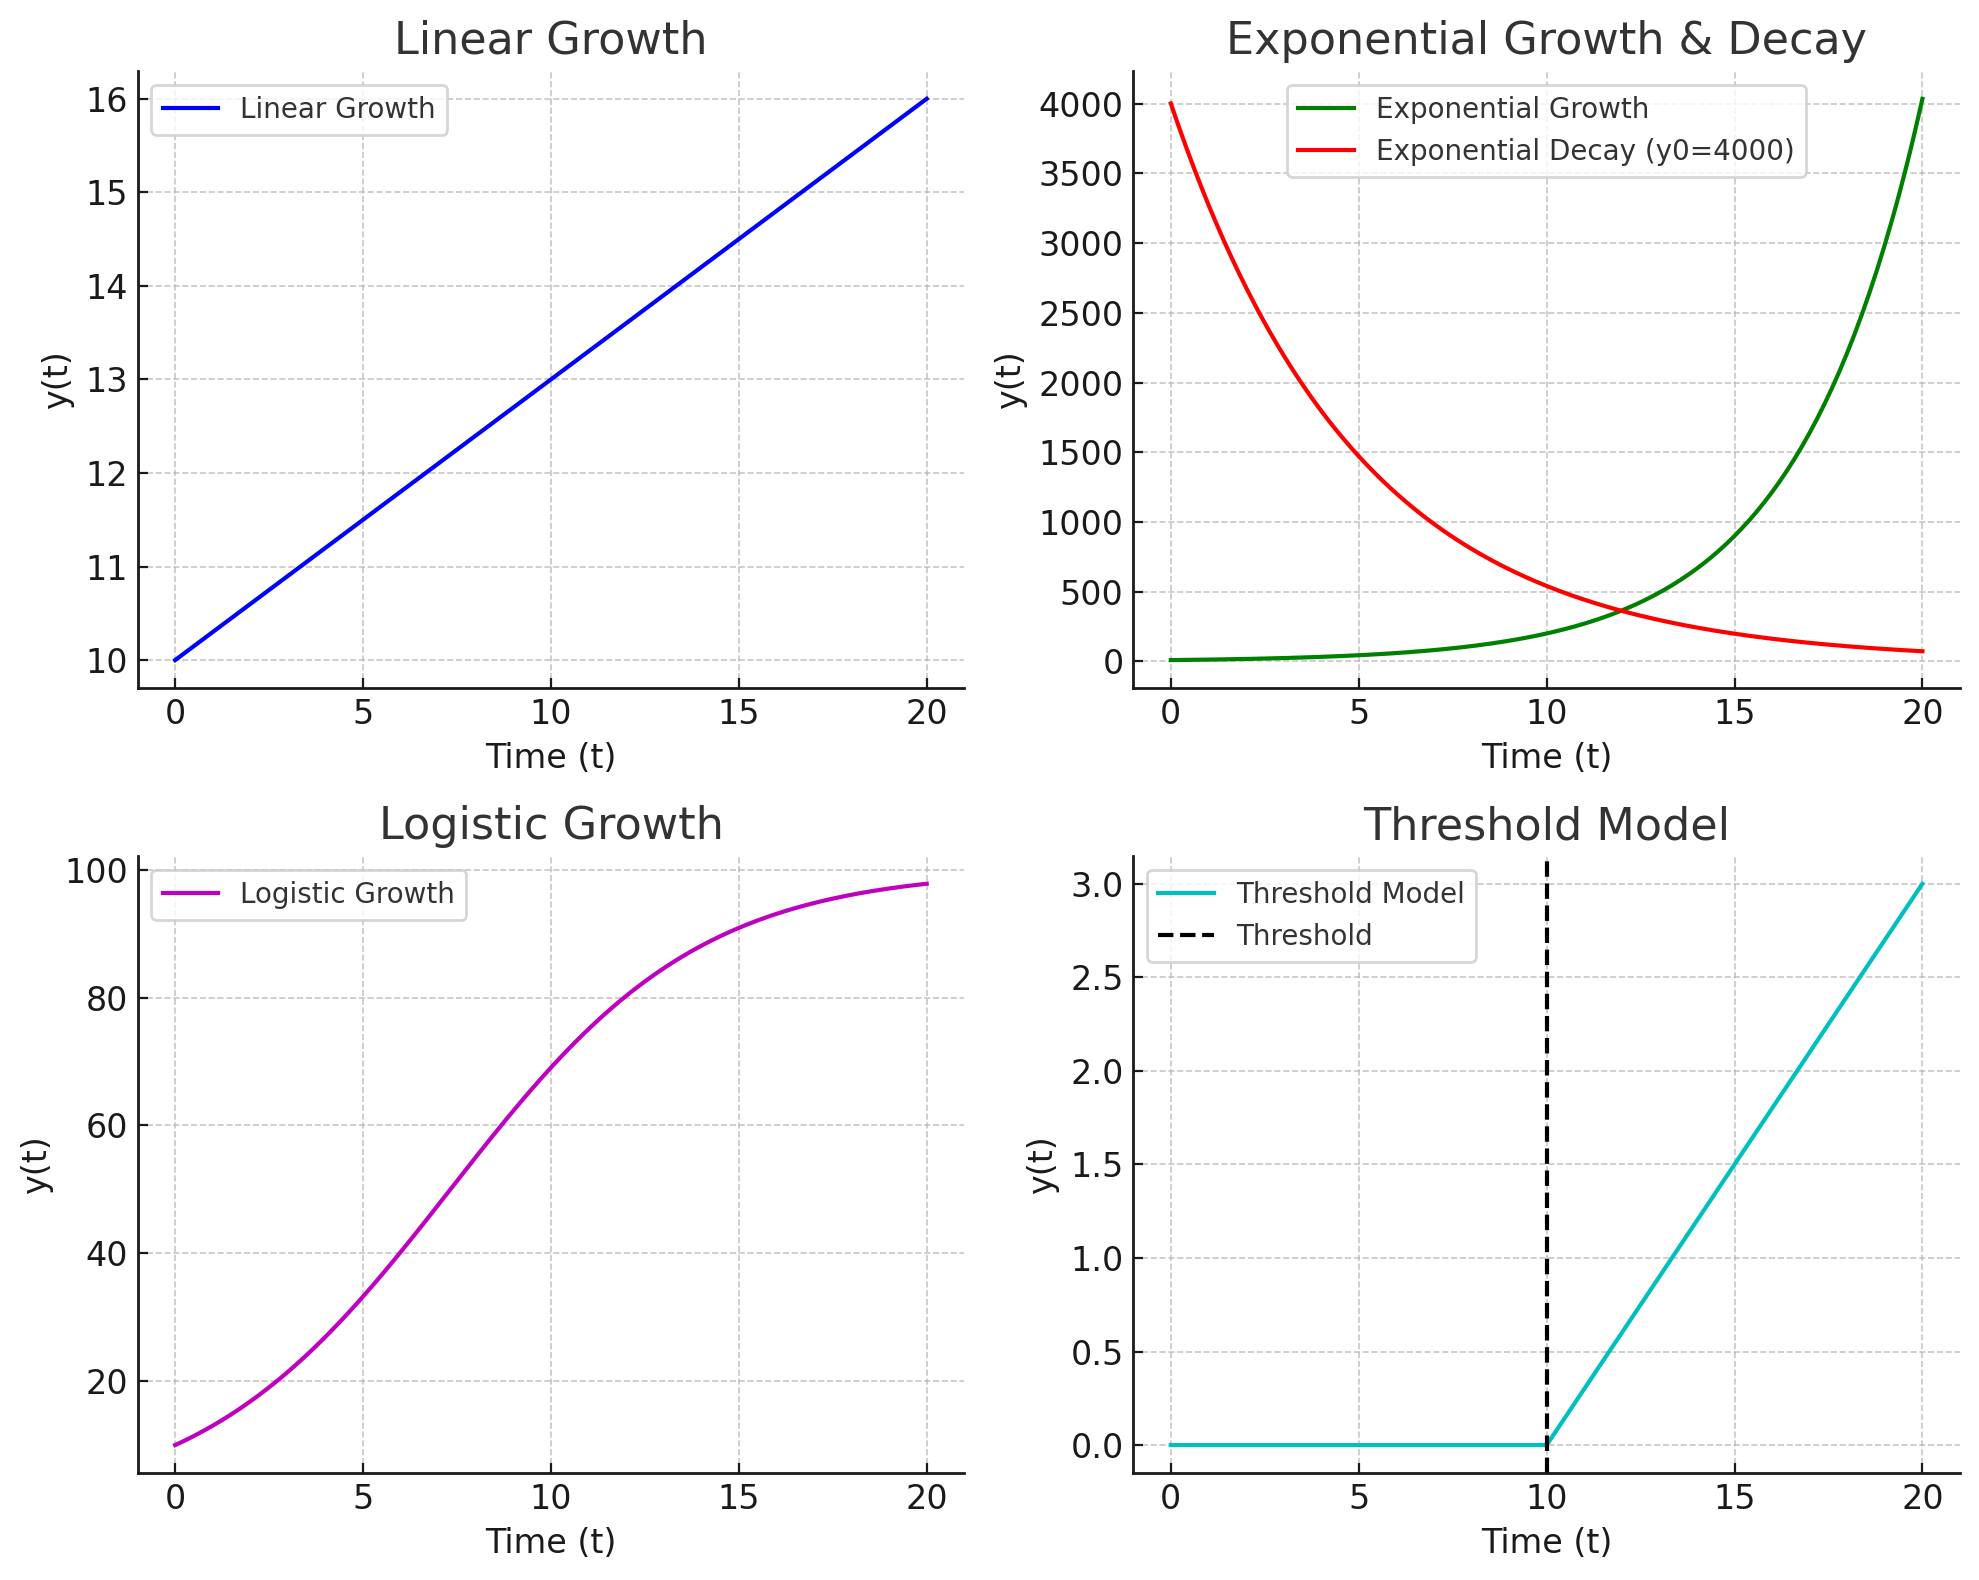 Linear Growth
16
15
14
13
12
11
10
y(t)
Linear Growth
0 5 10 15 20
Time (t)
Exponential Growth & Decay
4000
3500
3000
2500
2000
1500
1000
500
0
y(t)
Exponential Growth
Exponential Decay (y0=4000)
0 5 10 15 20
Time (t)
Logistic Growth
100
80
60
40
20
y(t)
Logistic Growth
0 5 10 15 20
Time (t)
Threshold Model
3.0
2.5
2.0
1.5
1.0
0.5
0.0
y(t)
Threshold Model
Threshold
0 5 10 15 20
Time (t)